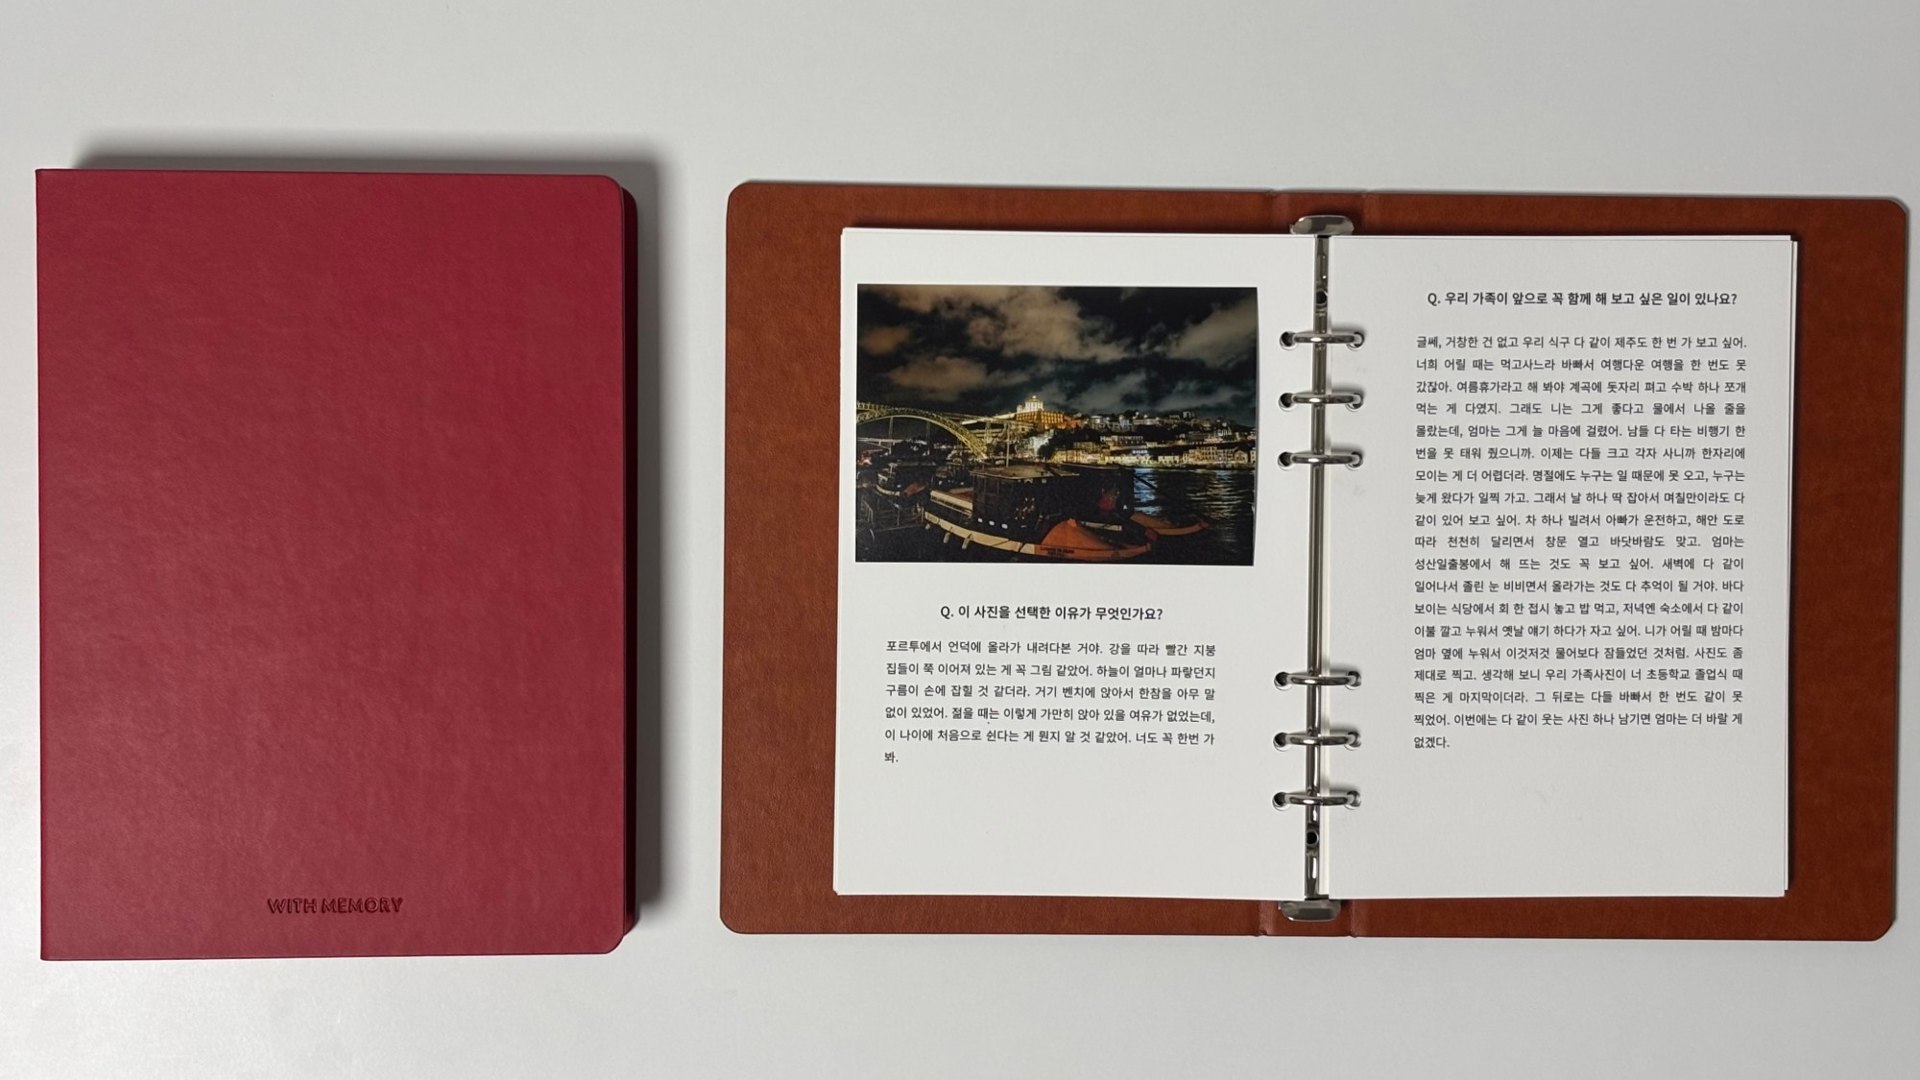 WITH MEMORY
Q. 이 사진을 선택한 이유가 무엇인가요?
포르투에서 언덕에 올라가 내려다본 거야. 강을 따라 빨간 지붕
집들이 쭉 이어져 있는 게 꼭 그림 같았어. 하늘이 얼마나 파랗던지
구름이 손에 잡힐 것 같더라. 거기 벤치에 앉아서 한참을 아무 말
없이 있었어. 젊을 때는 이렇게 가만히 앉아 있을 여유가 없었는데,
이 나이에 처음으로 쉰다는 게 뭔지 알 것 같았어. 너도 꼭 한번 가
봐.
Q. 우리 가족이 앞으로 꼭 함께 해 보고 싶은 일이 있나요?
글쎄, 거창한 건 없고 우리 식구 다 같이 제주도 한 번 가 보고 싶어.
너희 어릴 때는 먹고사느라 바빠서 여행다운 여행을 한 번도 못
갔잖아. 여름휴가라고 해 봐야 계곡에 돗자리 펴고 수박 하나 쪼개
먹는 게 다였지. 그래도 니는 그게 좋다고 물에서 나올 줄을
몰랐는데, 엄마는 그게 늘 마음에 걸렸어. 남들 다 타는 비행기 한
번을 못 태워 줬으니까. 이제는 다들 크고 각자 사니까 한자리에
모이는 게 더 어렵더라. 명절에도 누구는 일 때문에 못 오고, 누구는
늦게 왔다가 일찍 가고. 그래서 날 하나 딱 잡아서 며칠만이라도 다
같이 있어 보고 싶어. 차 하나 빌려서 아빠가 운전하고, 해안 도로
따라 천천히 달리면서 창문 열고 바닷바람도 맞고. 엄마는
성산일출봉에서 해 뜨는 것도 꼭 보고 싶어. 새벽에 다 같이
일어나서 졸린 눈 비비면서 올라가는 것도 다 추억이 될 거야. 바다
보이는 식당에서 회 한 접시 놓고 밥 먹고, 저녁엔 숙소에서 다 같이
이불 깔고 누워서 옛날 얘기 하다가 자고 싶어. 니가 어릴 때 밤마다
엄마 옆에 누워서 이것저것 물어보다 잠들었던 것처럼. 사진도 좀
제대로 찍고. 생각해 보니 우리 가족사진이 너 초등학교 졸업식 때
찍은 게 마지막이더라. 그 뒤로는 다들 바빠서 한 번도 같이 못
찍었어. 이번에는 다 같이 웃는 사진 하나 남기면 엄마는 더 바랄 게
없겠다.